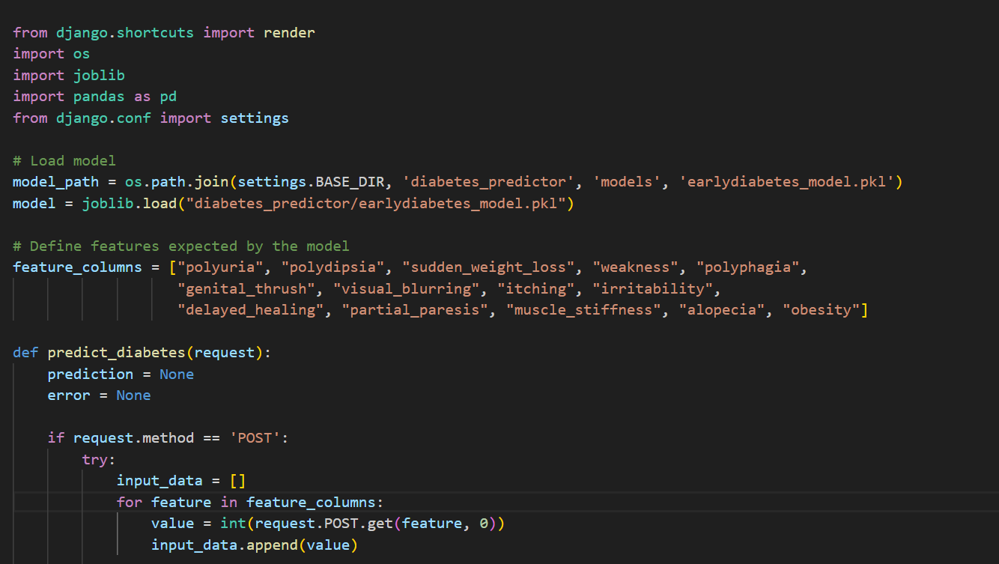 from django.shortcuts import render
import os
import joblib
import pandas as pd
from django.conf import settings
# Load model
model_path = os.path.join(settings.BASE_DIR, 'diabetes_predictor', 'models', 'earlydiabetes_model.pkl')
model = joblib.load("diabetes_predictor/earlydiabetes_model.pkl")
# Define features expected by the model
feature_columns = ["polyuria", "polydipsia", "sudden_weight_loss", "weakness", "polyphagia",
"genital_thrush", "visual_blurring", "itching", "irritability",
"delayed_healing", "partial_paresis", "muscle_stiffness", "alopecia", "obesity"]
def predict_diabetes(request):
prediction = None
error = None
if request.method == 'POST':
try:
input_data = []
for feature in feature_columns:
value = int(request.POST.get(feature, 0))
input_data.append(value)